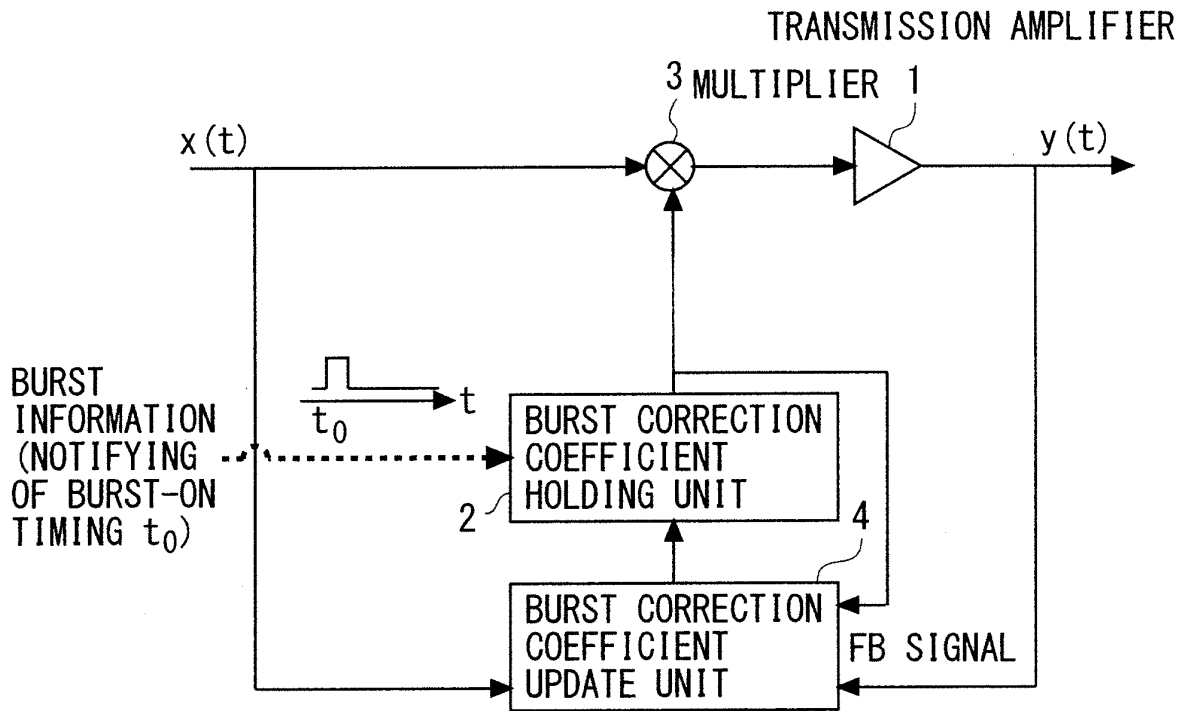 TRANSMISSION AMPLIFIER
3 MULTIPLIER 1
x(t)
y(t)
t
t0
BURST
INFORMATION
(NOTIFYING
OF BURST-ON
TIMING t0)
BURST CORRECTION
COEFFICIENT
HOLDING UNIT
2
4
BURST CORRECTION
COEFFICIENT
UPDATE UNIT
FB SIGNAL